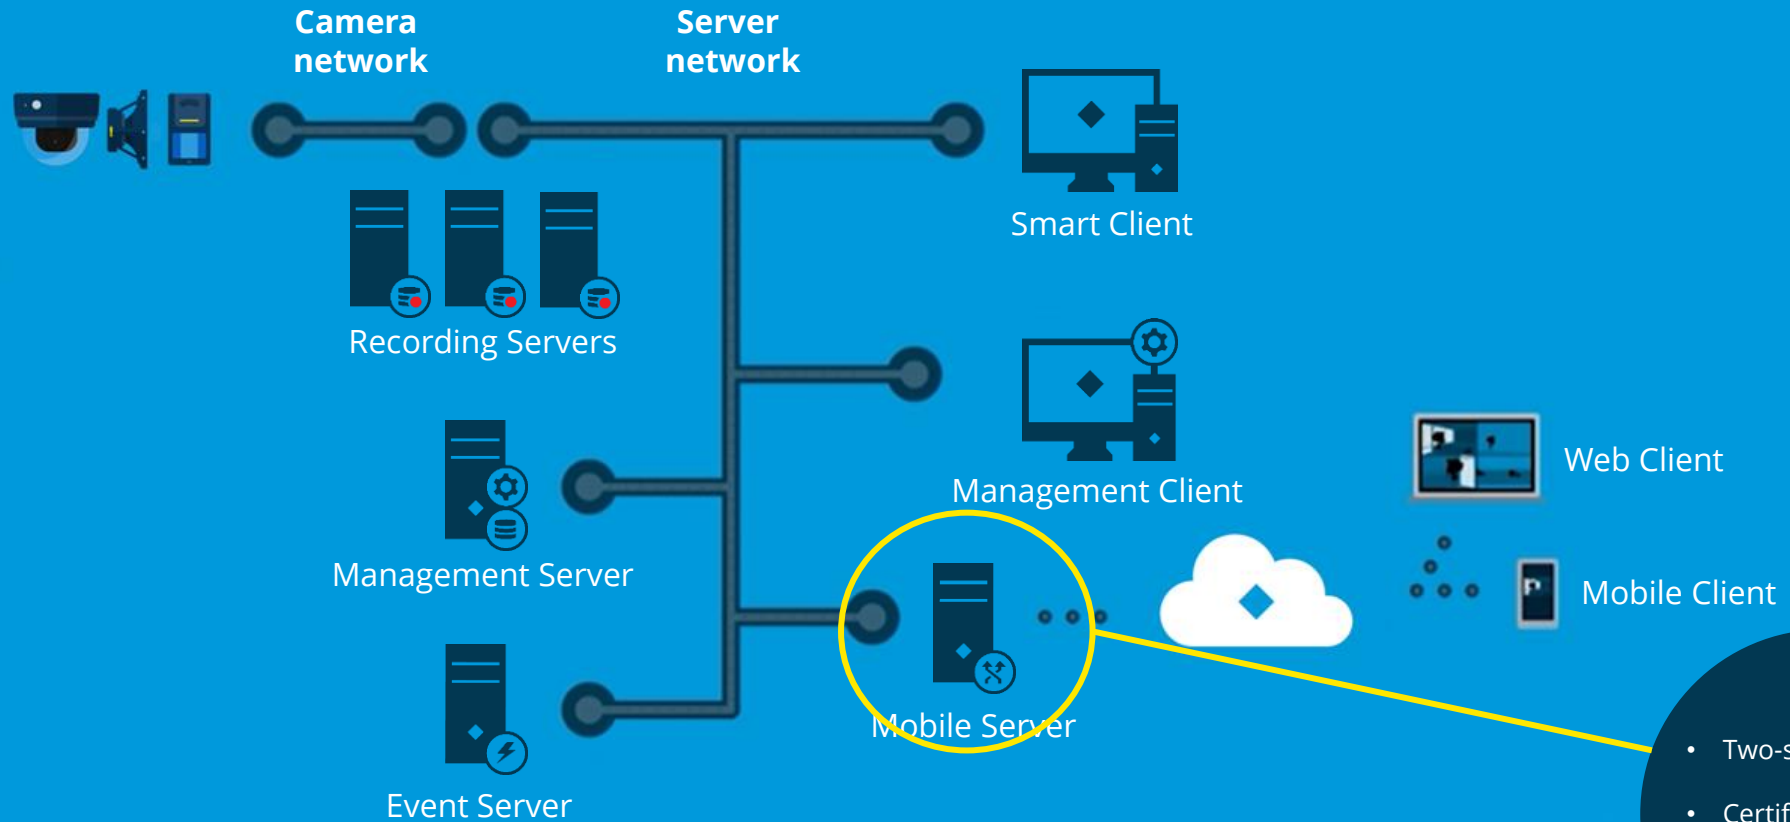 Camera
network
Server
network
Smart Client
Recording Servers
Management Client
Web Client
Management Server
Mobile Client
Mobile Server
Event Server